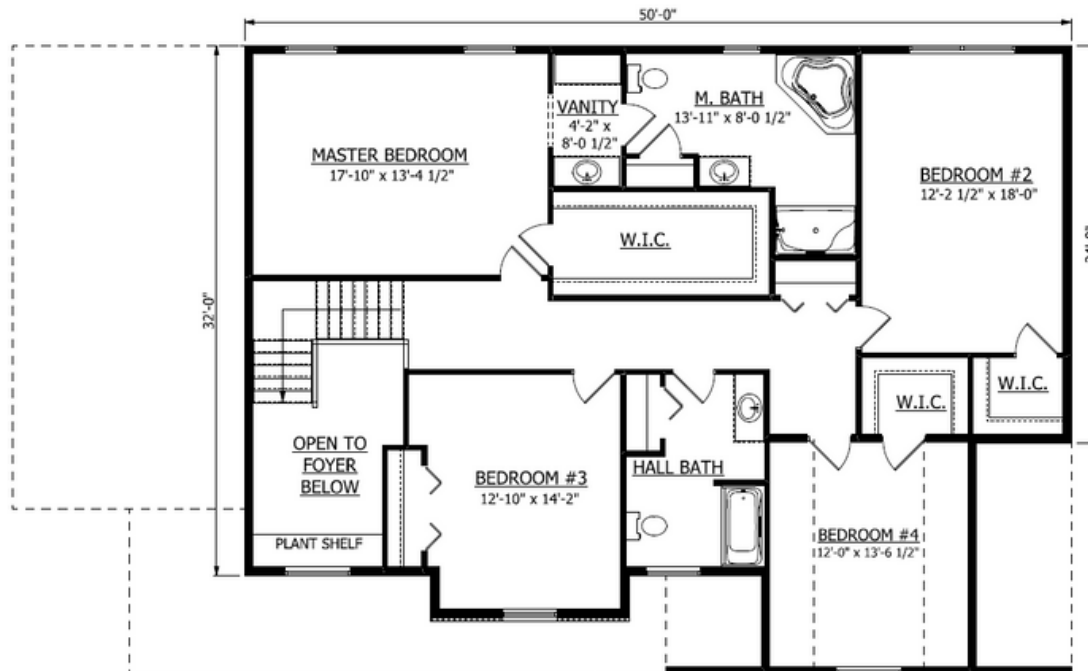 50'-0"
VANITY
4'-2" x
8'-0 1/2"
M. BATH
13'-11" x 8'-0 1/2"
MASTER BEDROOM
17'-10" x 13'-4 1/2"
BEDROOM #2
12'-2 1/2" x 18'-0"
W.I.C.
32'-0"
W.I.C.
W.I.C.
OPEN TO
FOYER
BELOW
BEDROOM #3
12'-10" x 14'-2"
HALL BATH
PLANT SHELF
BEDROOM #4
12'-0" x 13'-6 1/2"